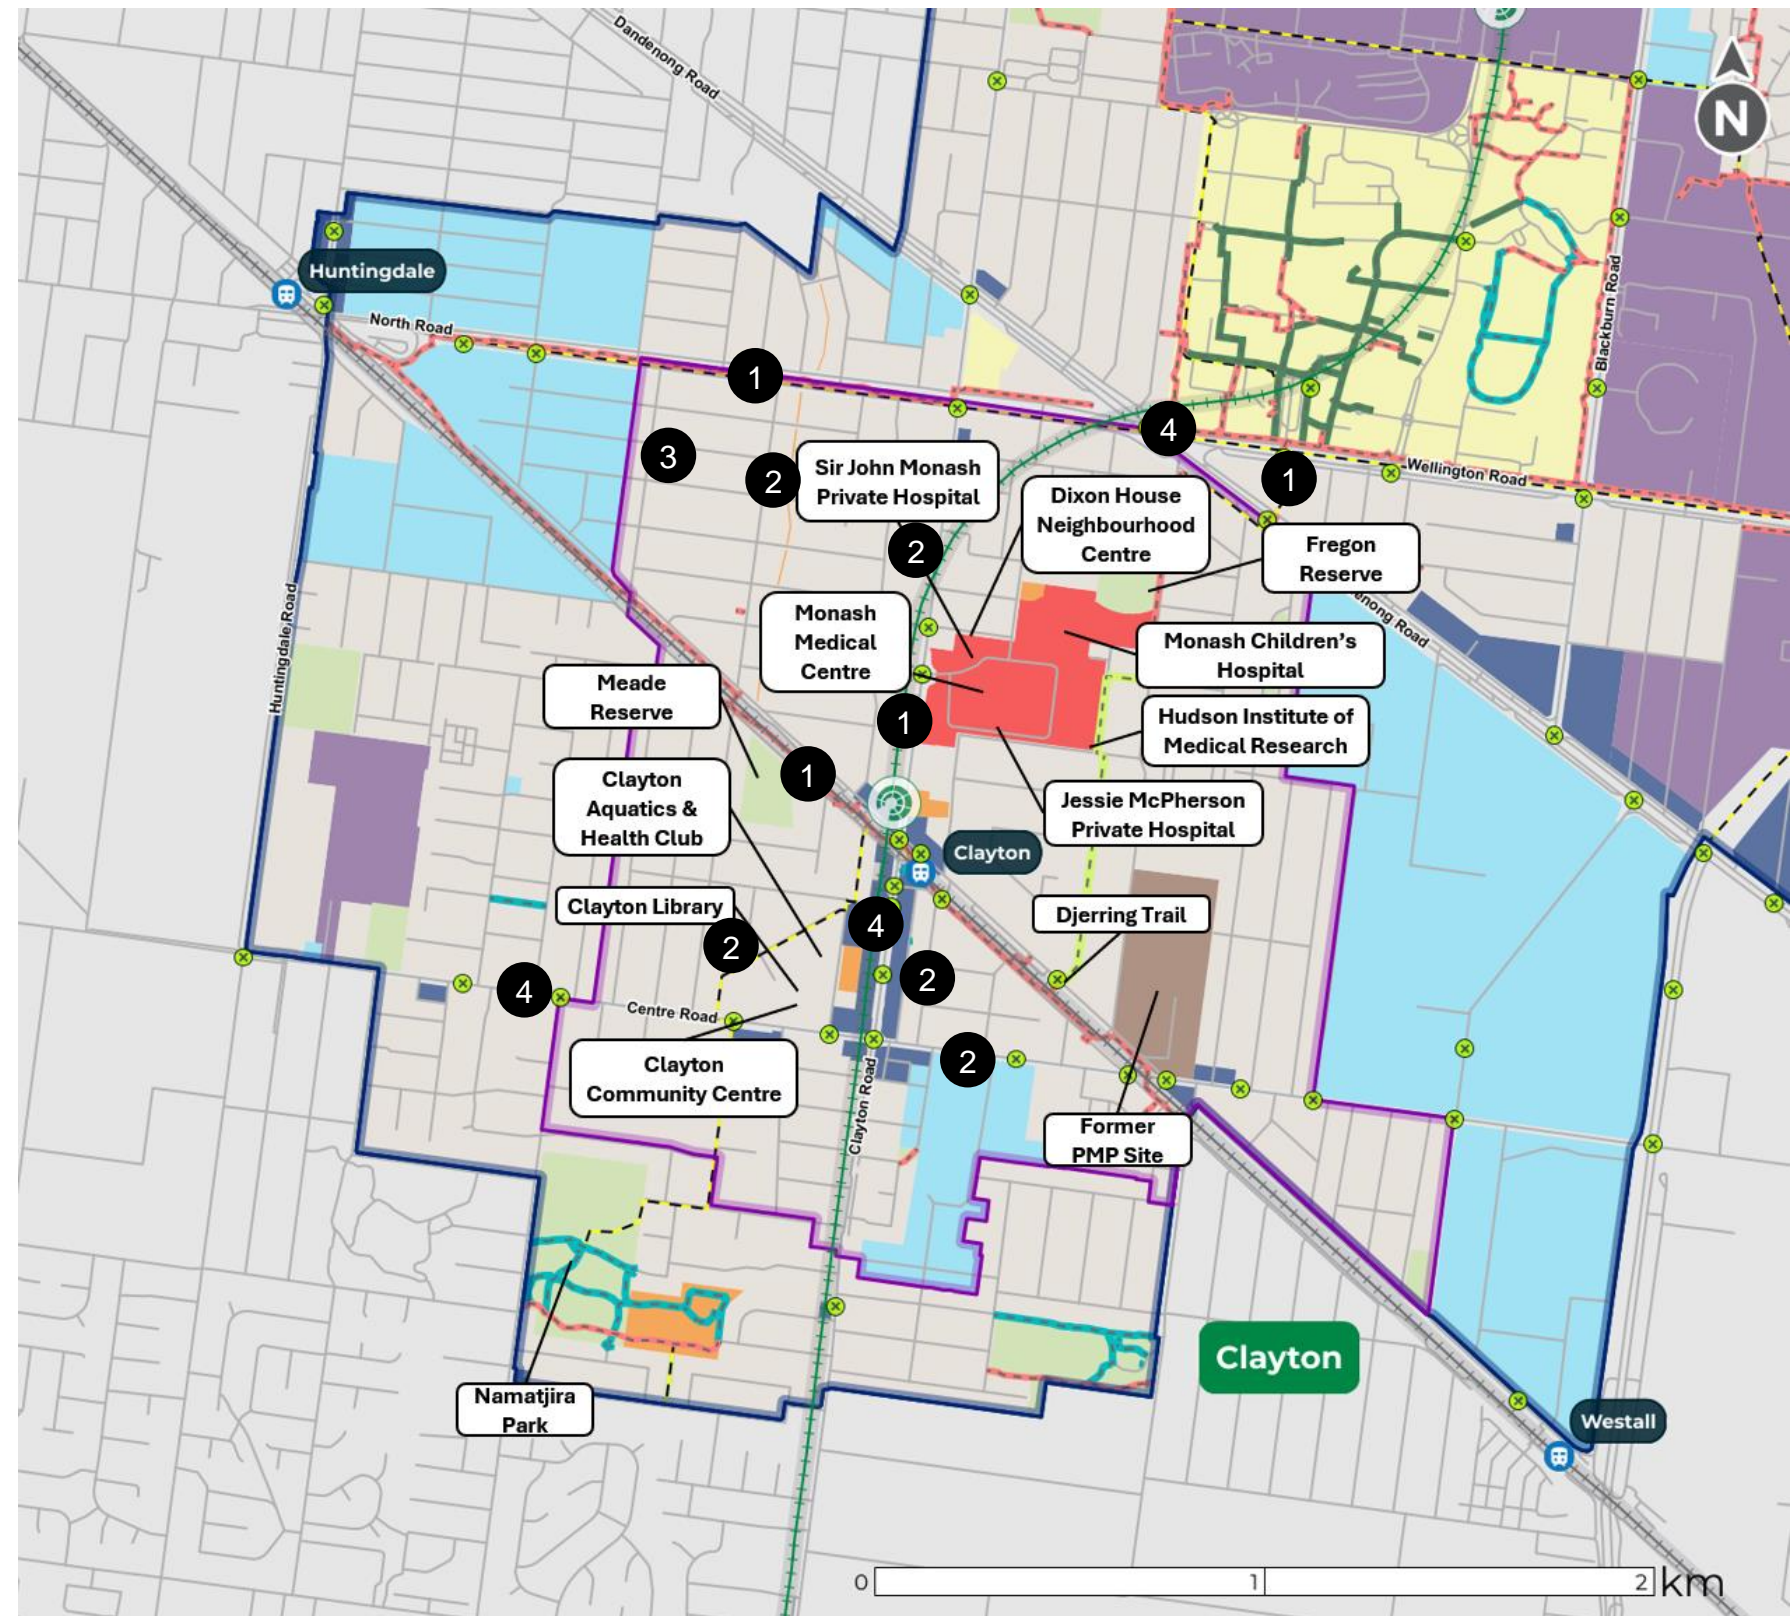 Dandenong Road
N
Huntingdale
North Road
Blackburn Road
1
4
3
Sir John Monash
Private Hospital
2
Wellington Road
1
Dixon House
Neighbourhood
Centre
2
Fregon
Reserve
enong Road
Monash
Medical
Centre
Monash Children's
Hospital
Huntingdale Road
Meade
Reserve
1
Hudson Institute of
Medical Research
Clayton
Aquatics &
Health Club
1
Jessie McPherson
Private Hospital
Clayton
Clayton Library
Djerring Trail
4
2
2
4
Centre Road
2
Clayton
Community Centre
Clayton Road
Former
PMP Site
Clayton
Namatjira
Park
Westall
0 1 2 km